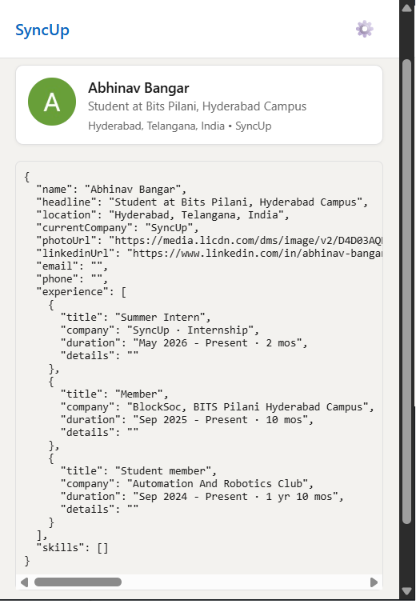 SyncUp
A
Abhinav Bangar
Student at Bits Pilani, Hyderabad Campus
Hyderabad, Telangana, India • SyncUp
{
  "name": "Abhinav Bangar",
  "headline": "Student at Bits Pilani, Hyderabad Campus",
  "location": "Hyderabad, Telangana, India",
  "currentCompany": "SyncUp",
  "photoUrl": "https://media.licdn.com/dms/image/v2/D4D03AQ
  "linkedinUrl": "https://www.linkedin.com/in/abhinav-banga
  "email": "",
  "phone": "",
  "experience": [
    {
      "title": "Summer Intern",
      "company": "SyncUp · Internship",
      "duration": "May 2026 - Present · 2 mos",
      "details": ""
    },
    {
      "title": "Member",
      "company": "BlockSoc, BITS Pilani Hyderabad Campus",
      "duration": "Sep 2025 - Present · 10 mos",
      "details": ""
    },
    {
      "title": "Student member",
      "company": "Automation And Robotics Club",
      "duration": "Sep 2024 - Present · 1 yr 10 mos",
      "details": ""
    }
  ],
  "skills": []
}